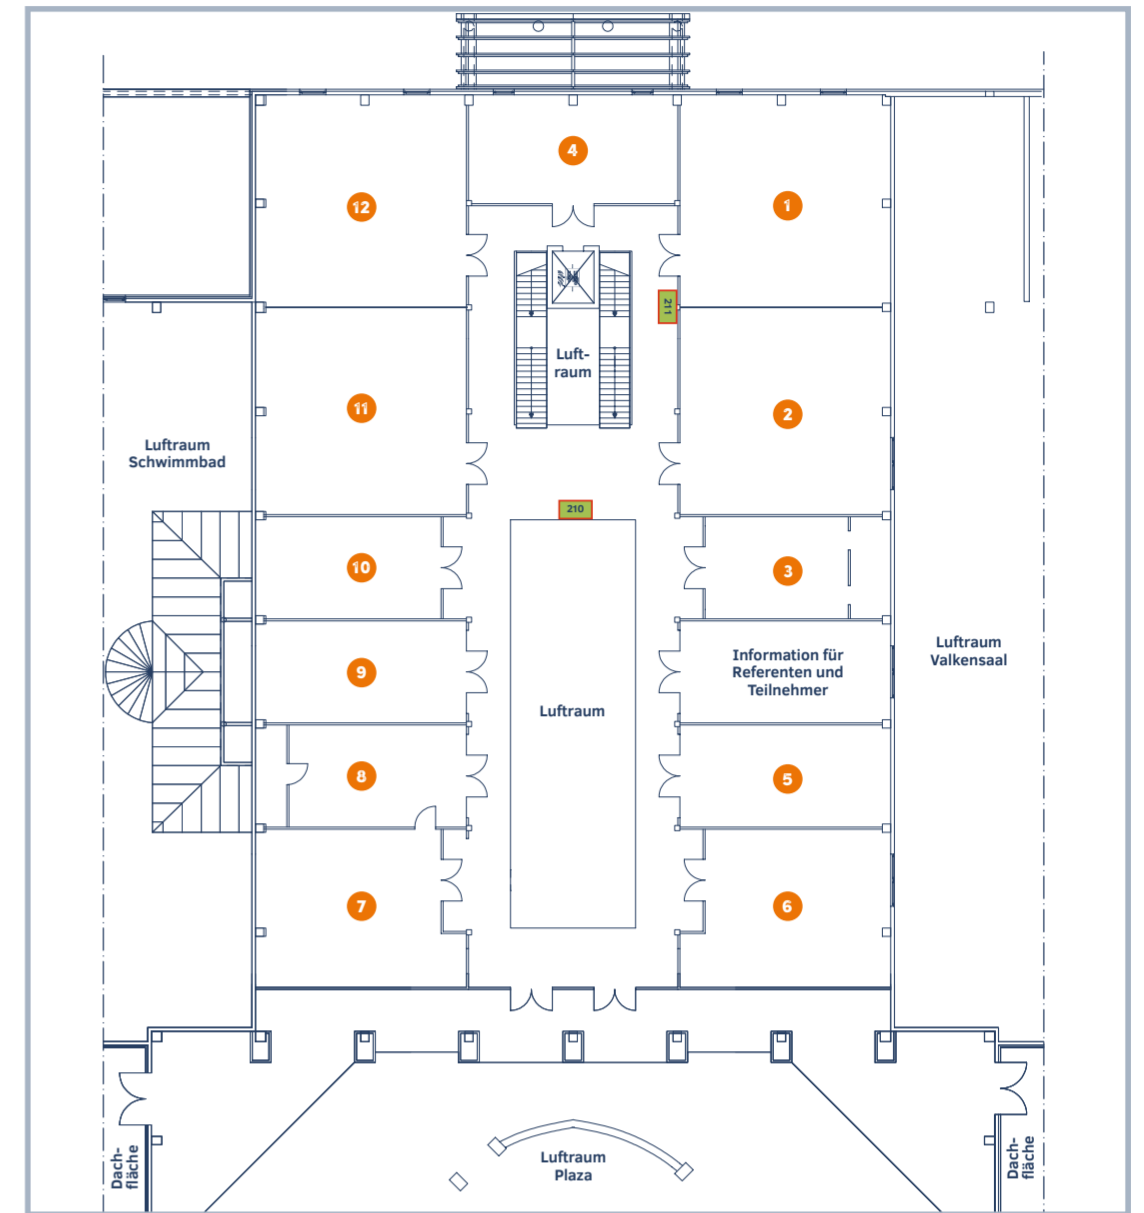 4
12
1
211
Luft-
raum
11
2
Luftraum
Schwimmbad
210
10
3
9
Information für
Referenten und
Teilnehmer
Luftraum
Valkensaal
Luftraum
8
5
7
6
Dach-
fläche
Luftraum
Plaza
Dach-
fläche